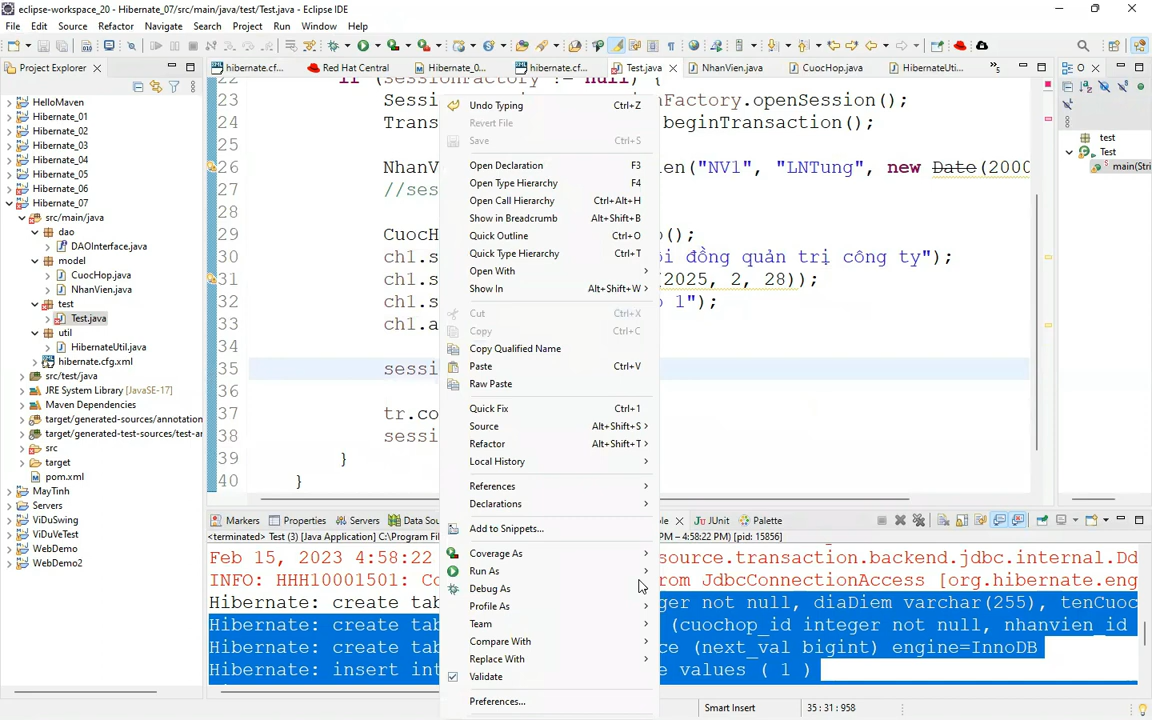 eclipse-workspace_20 - Hibernate_07/src/main/java/test/Test.java - Eclipse IDE
File Edit Source Refactor Navigate Search Project Run Window Help
Project Explorer
HelloMaven
Hibernate_01
Hibernate_02
Hibernate_03
Hibernate_04
Hibernate_05
Hibernate_06
Hibernate_07
src/main/java
dao
DAOInterface.java
model
CuocHop.java
NhanVien.java
test
Test.java
util
HibernateUtil.java
hibernate.cfg.xml
src/test/java
JRE System Library [JavaSE-17]
Maven Dependencies
target/generated-sources/annotation
target/generated-test-sources/test-ar
src
target
pom.xml
MayTinh
Servers
ViDuSwing
ViDuVeTest
WebDemo
WebDemo2
hibernate.cf... Red Hat Central Hibernate_0... hibernate.cf... Test.java NhanVien.java CuocHop.java HibernateUti... »5
22 if (sessionFactory != null) {
23 Sessi nFactory.openSession();
24 Trans beginTransaction();
25
26 NhanV en("NV1", "LNTung", new Date(2000
27 //ses
28
29 CuocH ();
30 ch1.s i đồng quản trị công ty");
31 ch1.s (2025, 2, 28));
32 ch1.s 1");
33 ch1.a
34
35 sessi
36
37 tr.co
38 sessi
39 }
40 }
Undo Typing Ctrl+Z
Revert File
Save Ctrl+S
Open Declaration F3
Open Type Hierarchy F4
Open Call Hierarchy Ctrl+Alt+H
Show in Breadcrumb Alt+Shift+B
Quick Outline Ctrl+O
Quick Type Hierarchy Ctrl+T
Open With
Show In Alt+Shift+W
Cut Ctrl+X
Copy Ctrl+C
Copy Qualified Name
Paste Ctrl+V
Raw Paste
Quick Fix Ctrl+1
Source Alt+Shift+S
Refactor Alt+Shift+T
Local History
References
Declarations
Add to Snippets...
Coverage As
Run As
Debug As
Profile As
Team
Compare With
Replace With
Validate
Preferences...
test
Test
main(Stri
Markers Properties Servers Data Sou le JUnit Palette
<terminated> Test (3) [Java Application] C:\Program Fil PM – 4:58:22 PM) [pid: 15856]
Feb 15, 2023 4:58:22 source.transaction.backend.jdbc.internal.Dd
INFO: HHH10001501: Co rom JdbcConnectionAccess [org.hibernate.eng
Hibernate: create tab ger not null, diaDiem varchar(255), tenCuoc
Hibernate: create tab (cuochop_id integer not null, nhanvien_id
Hibernate: create tab ce (next_val bigint) engine=InnoDB
Hibernate: insert int e values ( 1 )
Smart Insert 35 : 31 : 958